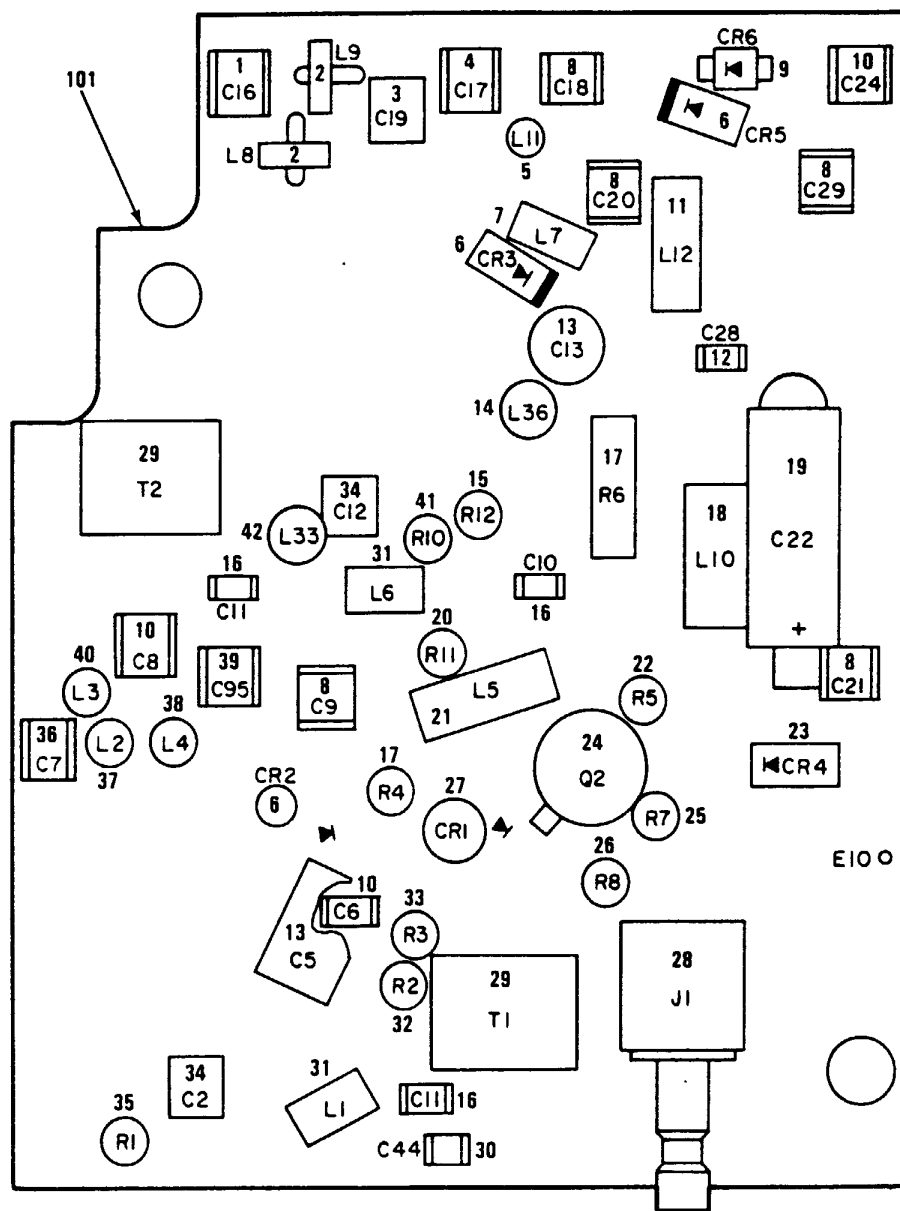 CR6
L9
1
C16
2
4
C17
8
C18
9
10
C24
101
3
C19
6
CR5
L11
5
L8
2
8
C20
8
C29
11
L12
7
L7
6
CR3
13
C13
C28
12
14
L36
29
T2
17
R6
19
C22
34
C12
15
R12
41
R10
42
L33
18
L10
31
L6
C10
16
16
C11
20
R11
10
C8
39
C95
40
L3
8
C9
L5
21
22
R5
+
8
C21
36
C7
L2
37
38
L4
24
Q2
23
CR4
CR2
6
17
R4
27
CR1
R7
25
26
R8
E10
10
C6
33
R3
13
C5
R2
32
29
T1
28
J1
34
C2
31
L1
C11
16
35
R1
C44
30